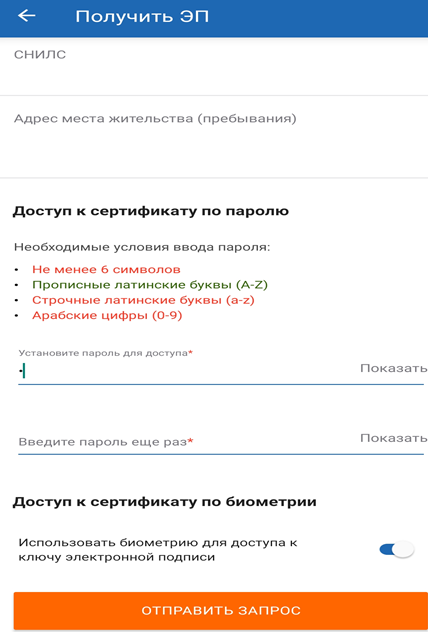 Получить ЭП
СНИЛС
Адрес места жительства (пребывания)
Доступ к сертификату по паролю
Необходимые условия ввода пароля:
• Не менее 6 символов
• Прописные латинские буквы (A-Z)
• Строчные латинские буквы (a-z)
• Арабские цифры (0-9)
Установите пароль для доступа*
• Показать
Введите пароль еще раз* Показать
Доступ к сертификату по биометрии
Использовать биометрию для доступа к
ключу электронной подписи
ОТПРАВИТЬ ЗАПРОС